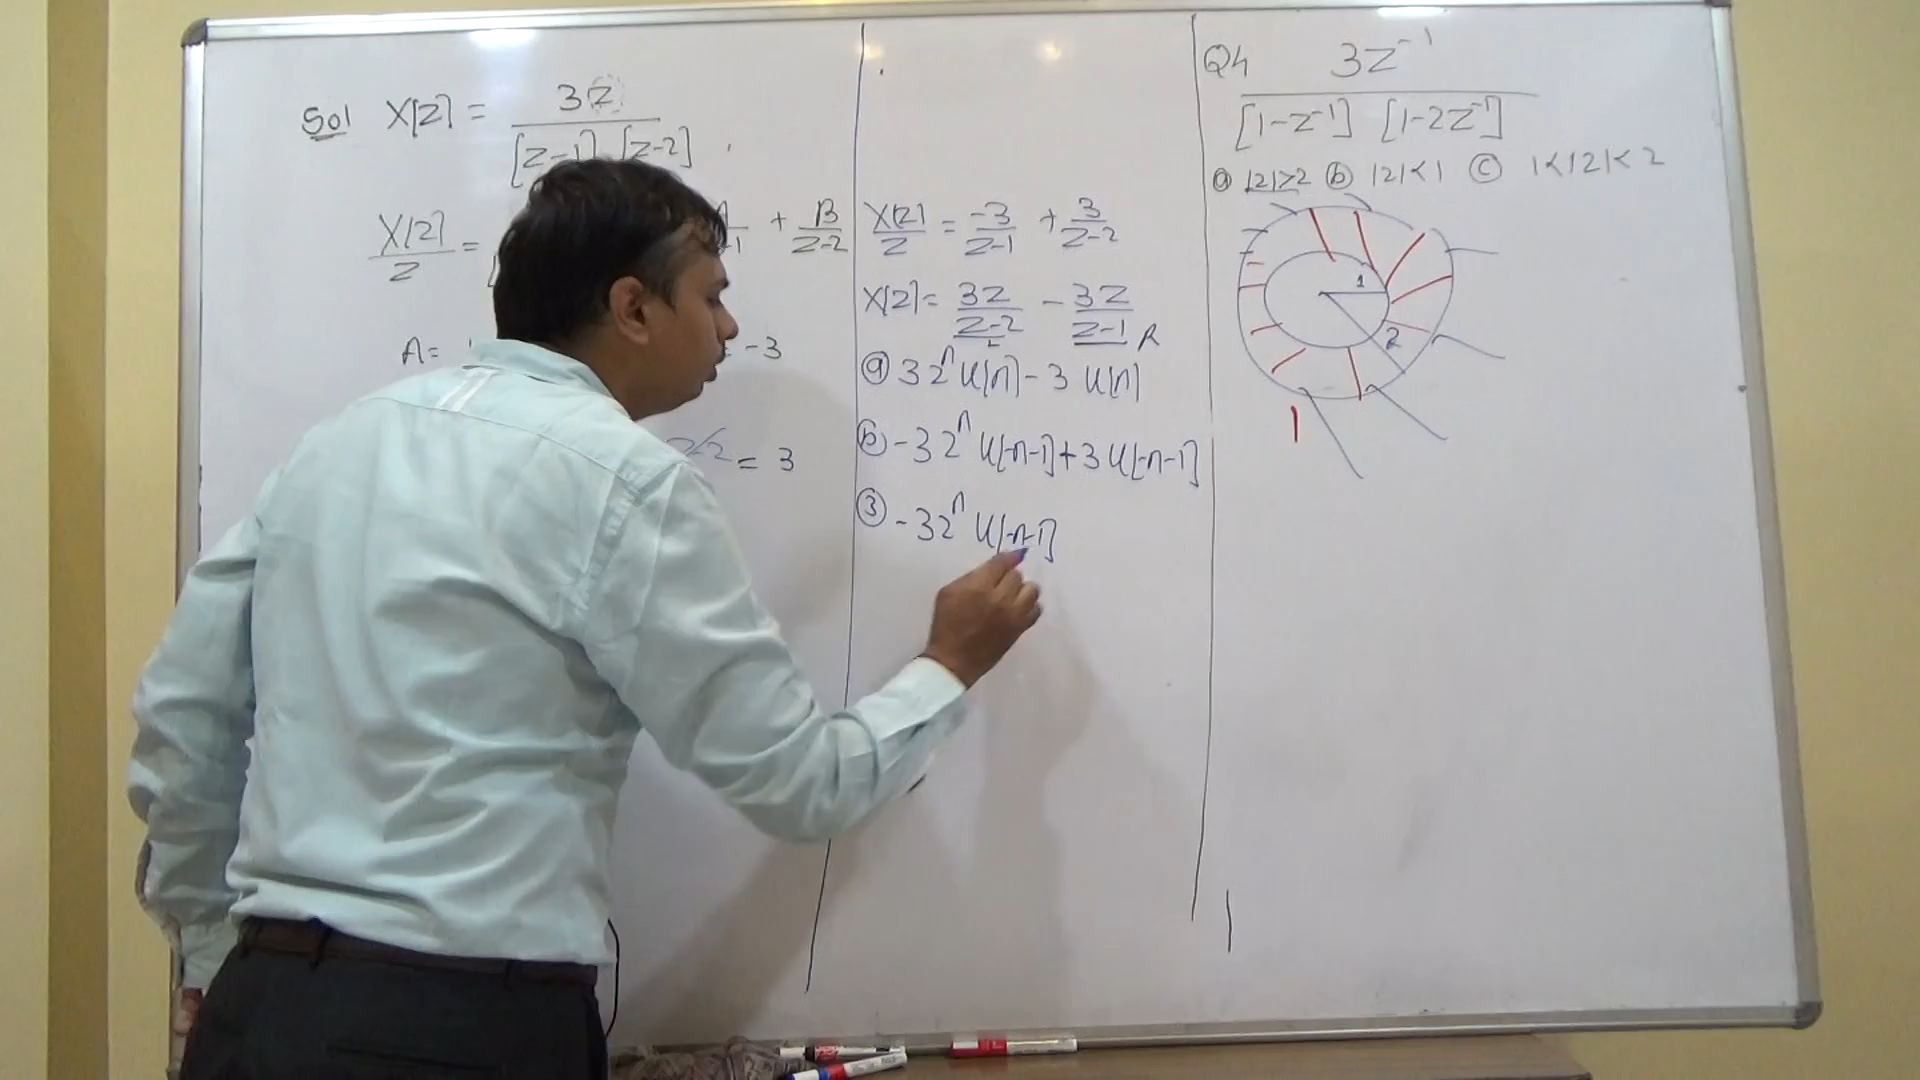 Sol X[Z] = 3Z / [Z-1] [Z-2]
X[Z] / Z = -1 + B / Z-2
A = = -3
= 3
X[Z] / Z = -3 / Z-1 + 3 / Z-2
X[Z] = 3Z / Z-2 - 3Z / Z-1
L R
ⓐ 3 2^n u[n] - 3 u[n]
ⓑ -3 2^n u[-n-1] + 3 u[-n-1]
③ -3 2^n u[-n-1]
Q4 3Z^-1 / [1-Z^-1] [1-2Z^-1]
ⓐ |Z|>2 ⓑ |Z|<1 ⓒ 1<|Z|<2
1
2